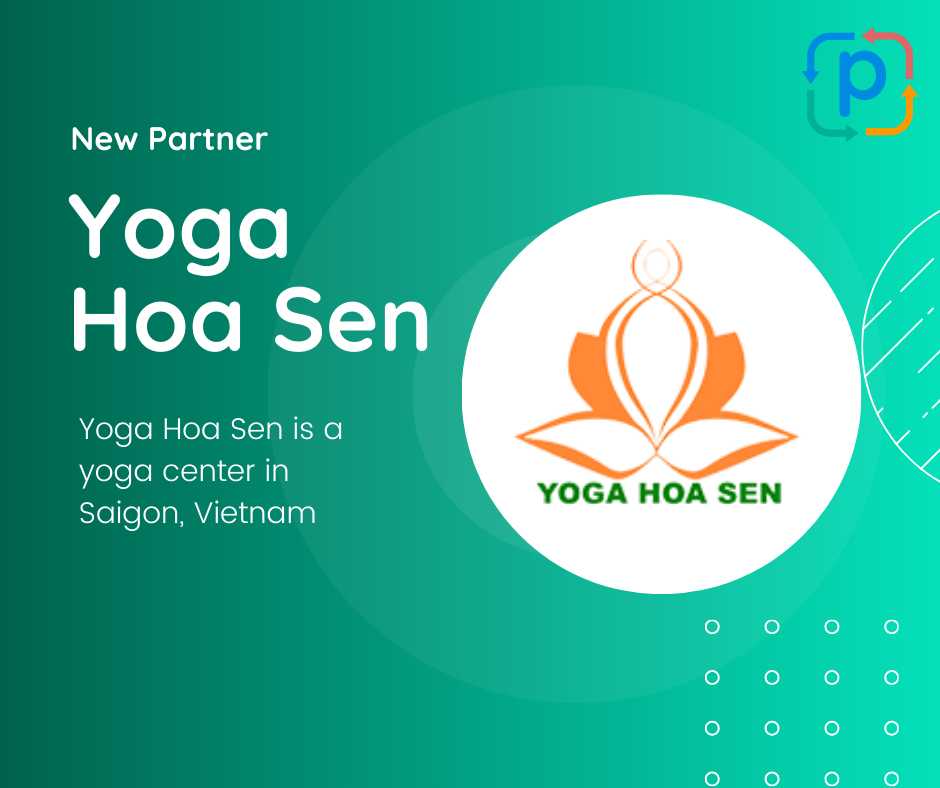 p
New Partner
Yoga
Hoa Sen
Yoga Hoa Sen is a
yoga center in
Saigon, Vietnam
YOGA HOA SEN